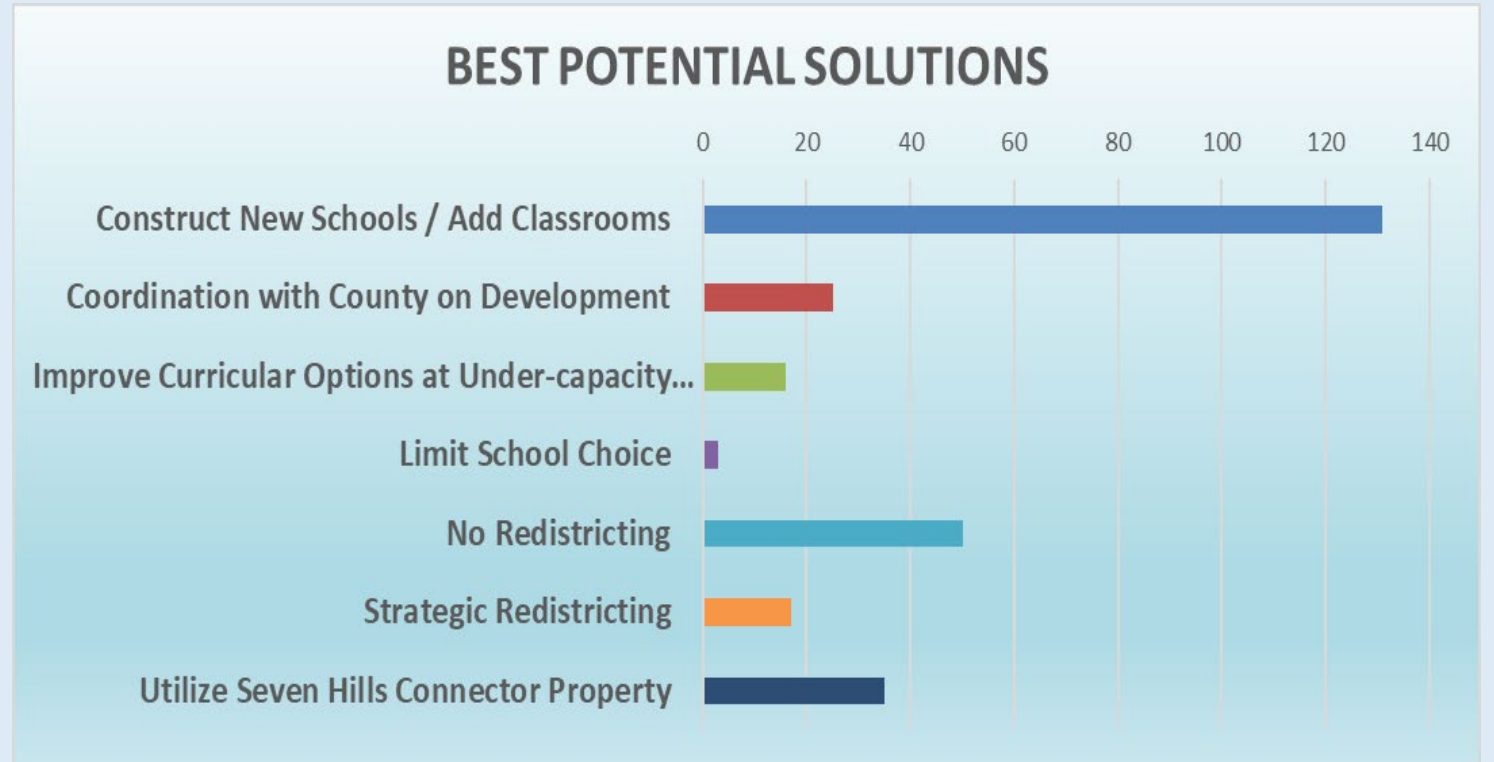 BEST POTENTIAL SOLUTIONS
0 20 40 60 80 100 120 140
Construct New Schools / Add Classrooms
Coordination with County on Development
Improve Curricular Options at Under-capacity...
Limit School Choice
No Redistricting
Strategic Redistricting
Utilize Seven Hills Connector Property